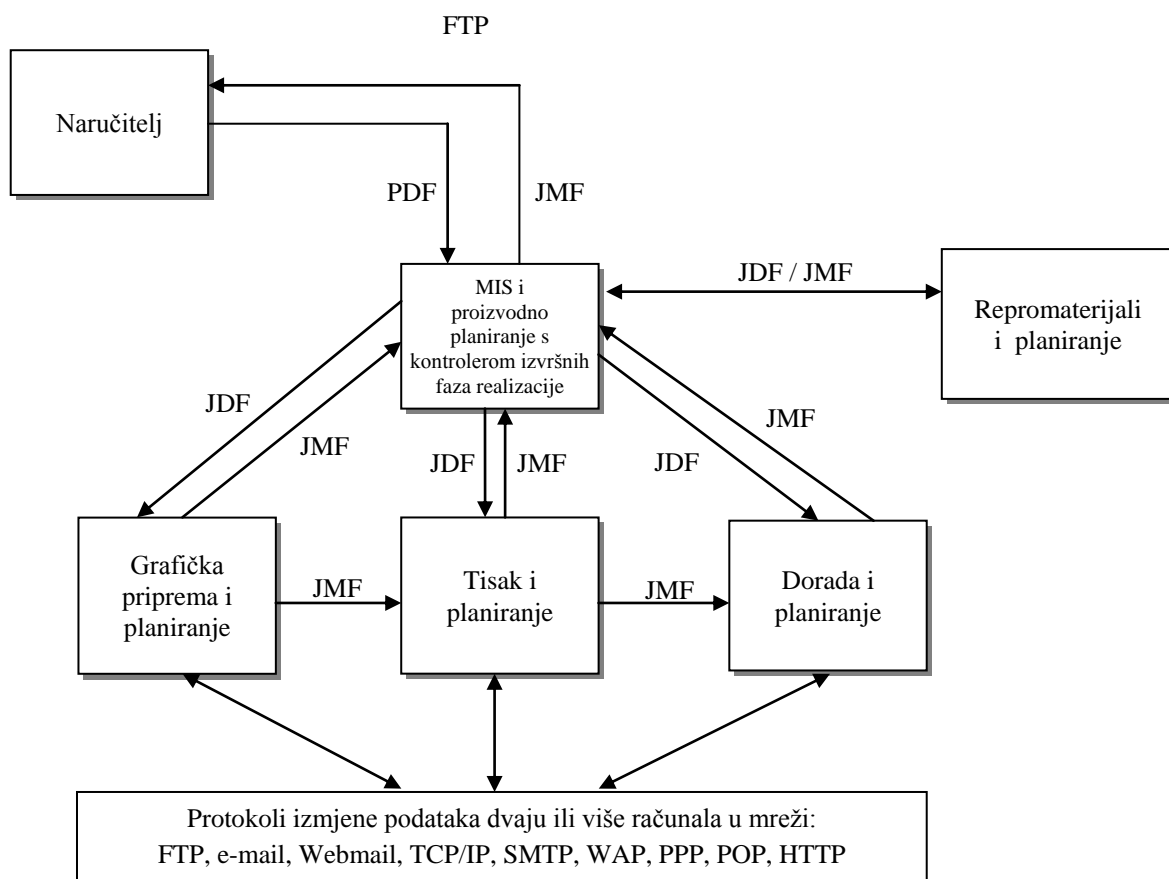 FTP
Naručitelj
PDF
JMF
MIS i
proizvodno
planiranje s
kontrolerom izvršnih
faza realizacije
JDF / JMF
Repromaterijali
i planiranje
JDF
JMF
JDF
JMF
JDF
JMF
Grafička
priprema i
planiranje
JMF
Tisak i
planiranje
JMF
Dorada i
planiranje
Protokoli izmjene podataka dvaju ili više računala u mreži:
FTP, e-mail, Webmail, TCP/IP, SMTP, WAP, PPP, POP, HTTP